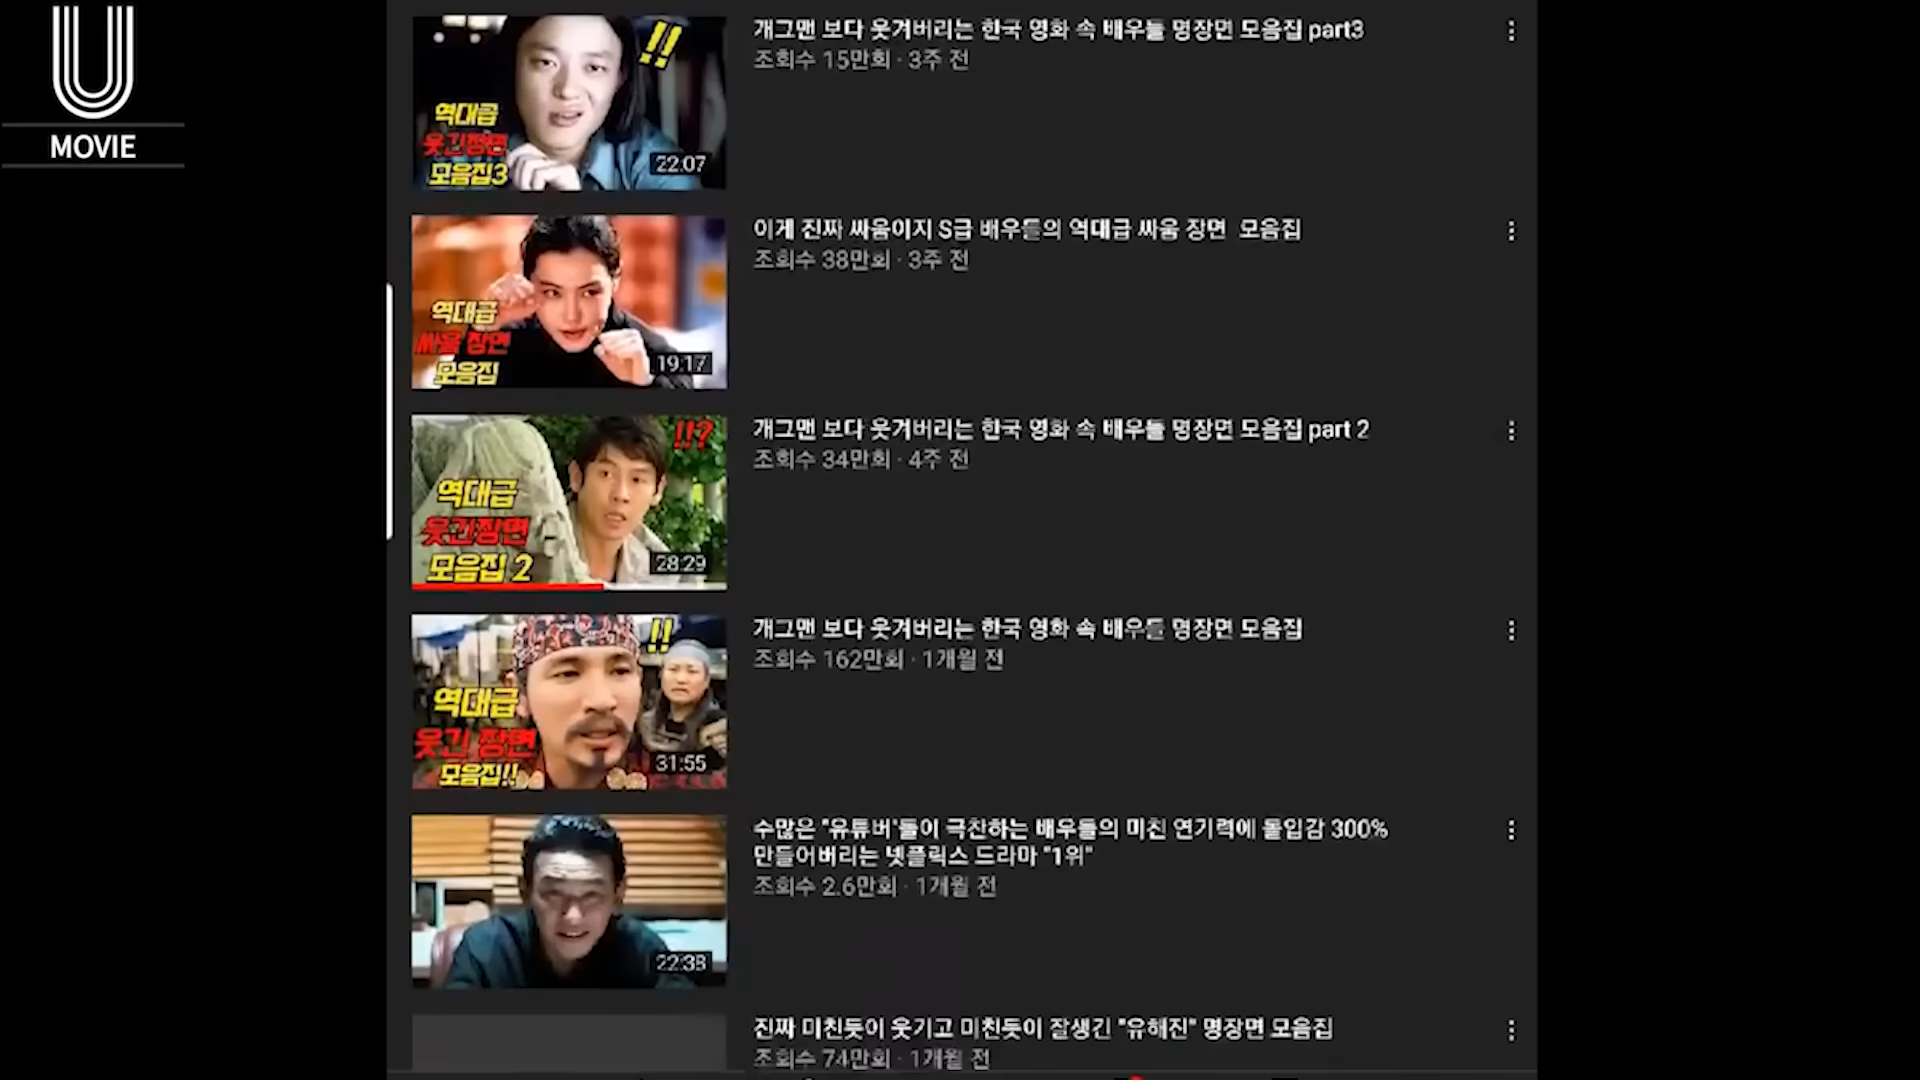 U
MOVIE
!!
역대급
웃긴장면
모음집3
22:07
개그맨 보다 웃겨버리는 한국 영화 속 배우들 명장면 모음집 part3
조회수 15만회 · 3주 전
역대급
싸움 장면
모음집
19:17
이게 진짜 싸움이지 S급 배우들의 역대급 싸움 장면 모음집
조회수 38만회 · 3주 전
!!?
역대급
웃긴장면
모음집 2
28:29
개그맨 보다 웃겨버리는 한국 영화 속 배우들 명장면 모음집 part 2
조회수 34만회 · 4주 전
!!
역대급
웃긴 장면
모음집!!
31:55
개그맨 보다 웃겨버리는 한국 영화 속 배우들 명장면 모음집
조회수 162만회 · 1개월 전
22:38
수많은 "유튜버'들이 극찬하는 배우들의 미친 연기력에 몰입감 300%
만들어버리는 넷플릭스 드라마 "1위"
조회수 2.6만회 · 1개월 전
진짜 미친듯이 웃기고 미친듯이 잘생긴 "유해진" 명장면 모음집
조회수 74만회 · 1개월 전